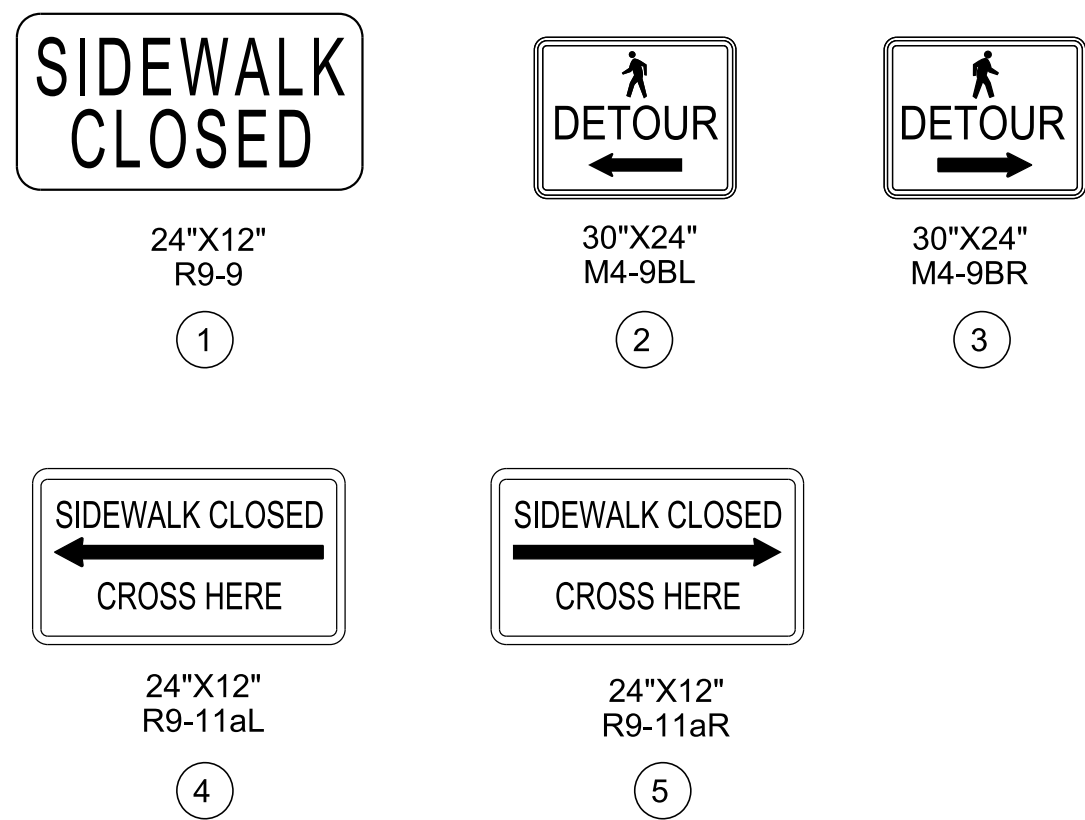 SIDEWALK
CLOSED
24"X12"
R9-9
1
DETOUR
30"X24"
M4-9BL
2
DETOUR
30"X24"
M4-9BR
3
SIDEWALK CLOSED
CROSS HERE
24"X12"
R9-11aL
4
SIDEWALK CLOSED
CROSS HERE
24"X12"
R9-11aR
5